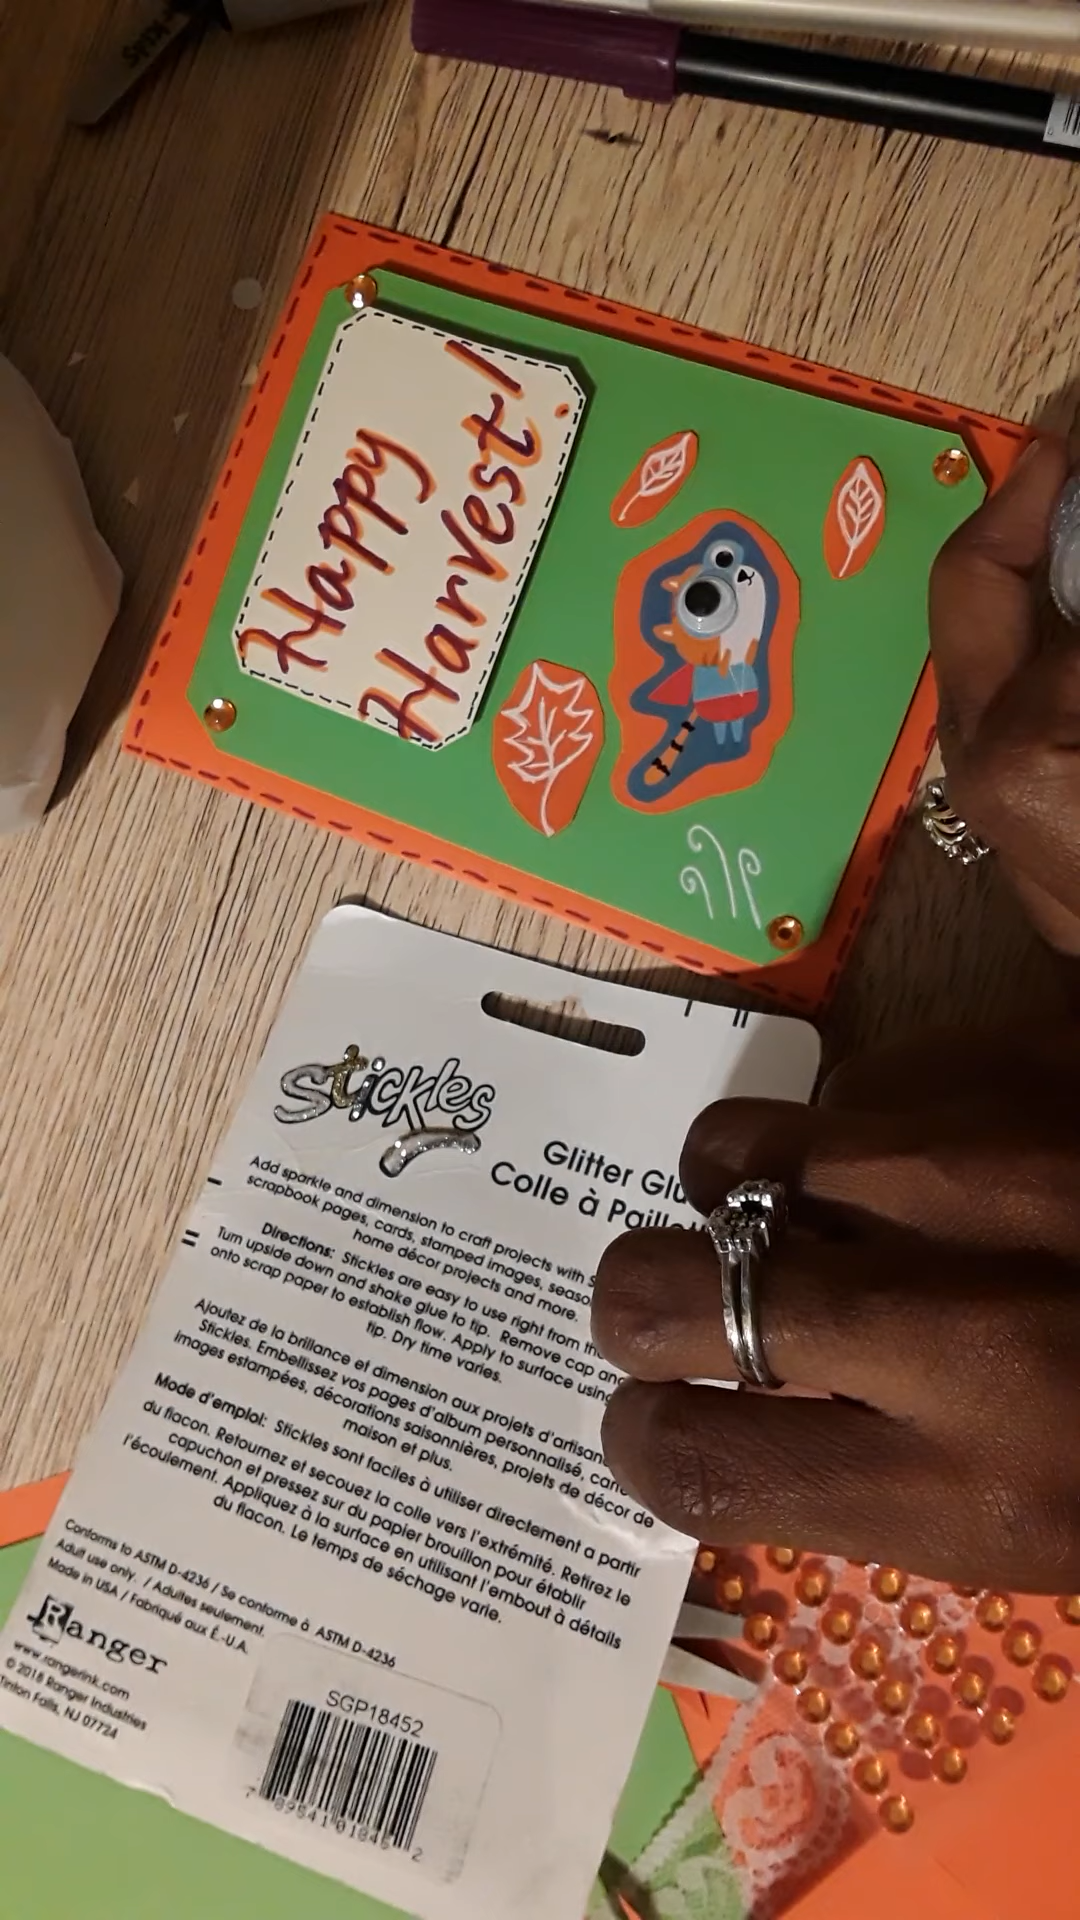 Happy
Harvest!
Stickles
Glitter
Colle à
Add sparkle and dimension to craft projects with
scrapbook pages, cards, stamped images,
home décor projects and more.
Directions: Stickles are easy to use right from
Turn upside down and shake glue to tip. Remove cap and
onto scrap paper to establish flow. Apply to surface using
tip. Dry time varies.
Ajoutez de la brillance et dimension aux projets
Stickles. Embellissez vos pages d'album personnalisé,
images estampées, décorations saisonnières, projets de décor de
maison et plus.
Mode d'emploi: Stickles sont faciles à utiliser directement a partir
du flacon. Retournez et secouez la colle vers l'extrémité. Retirez le
capuchon et pressez sur du papier brouillon pour établir
l'écoulement. Appliquez à la surface en utilisant l'embout à détails
du flacon. Le temps de séchage varie.
Conforms to ASTM D-4236 / Se conforme à ASTM D-4236
Adult use only. / Adultes seulement.
Made in USA / Fabriqué aux É.-U.A.
Ranger
www.rangerink.com
© 2018 Ranger Industries
Tinton Falls, NJ 07724
SGP18452
7 89541 01845 2